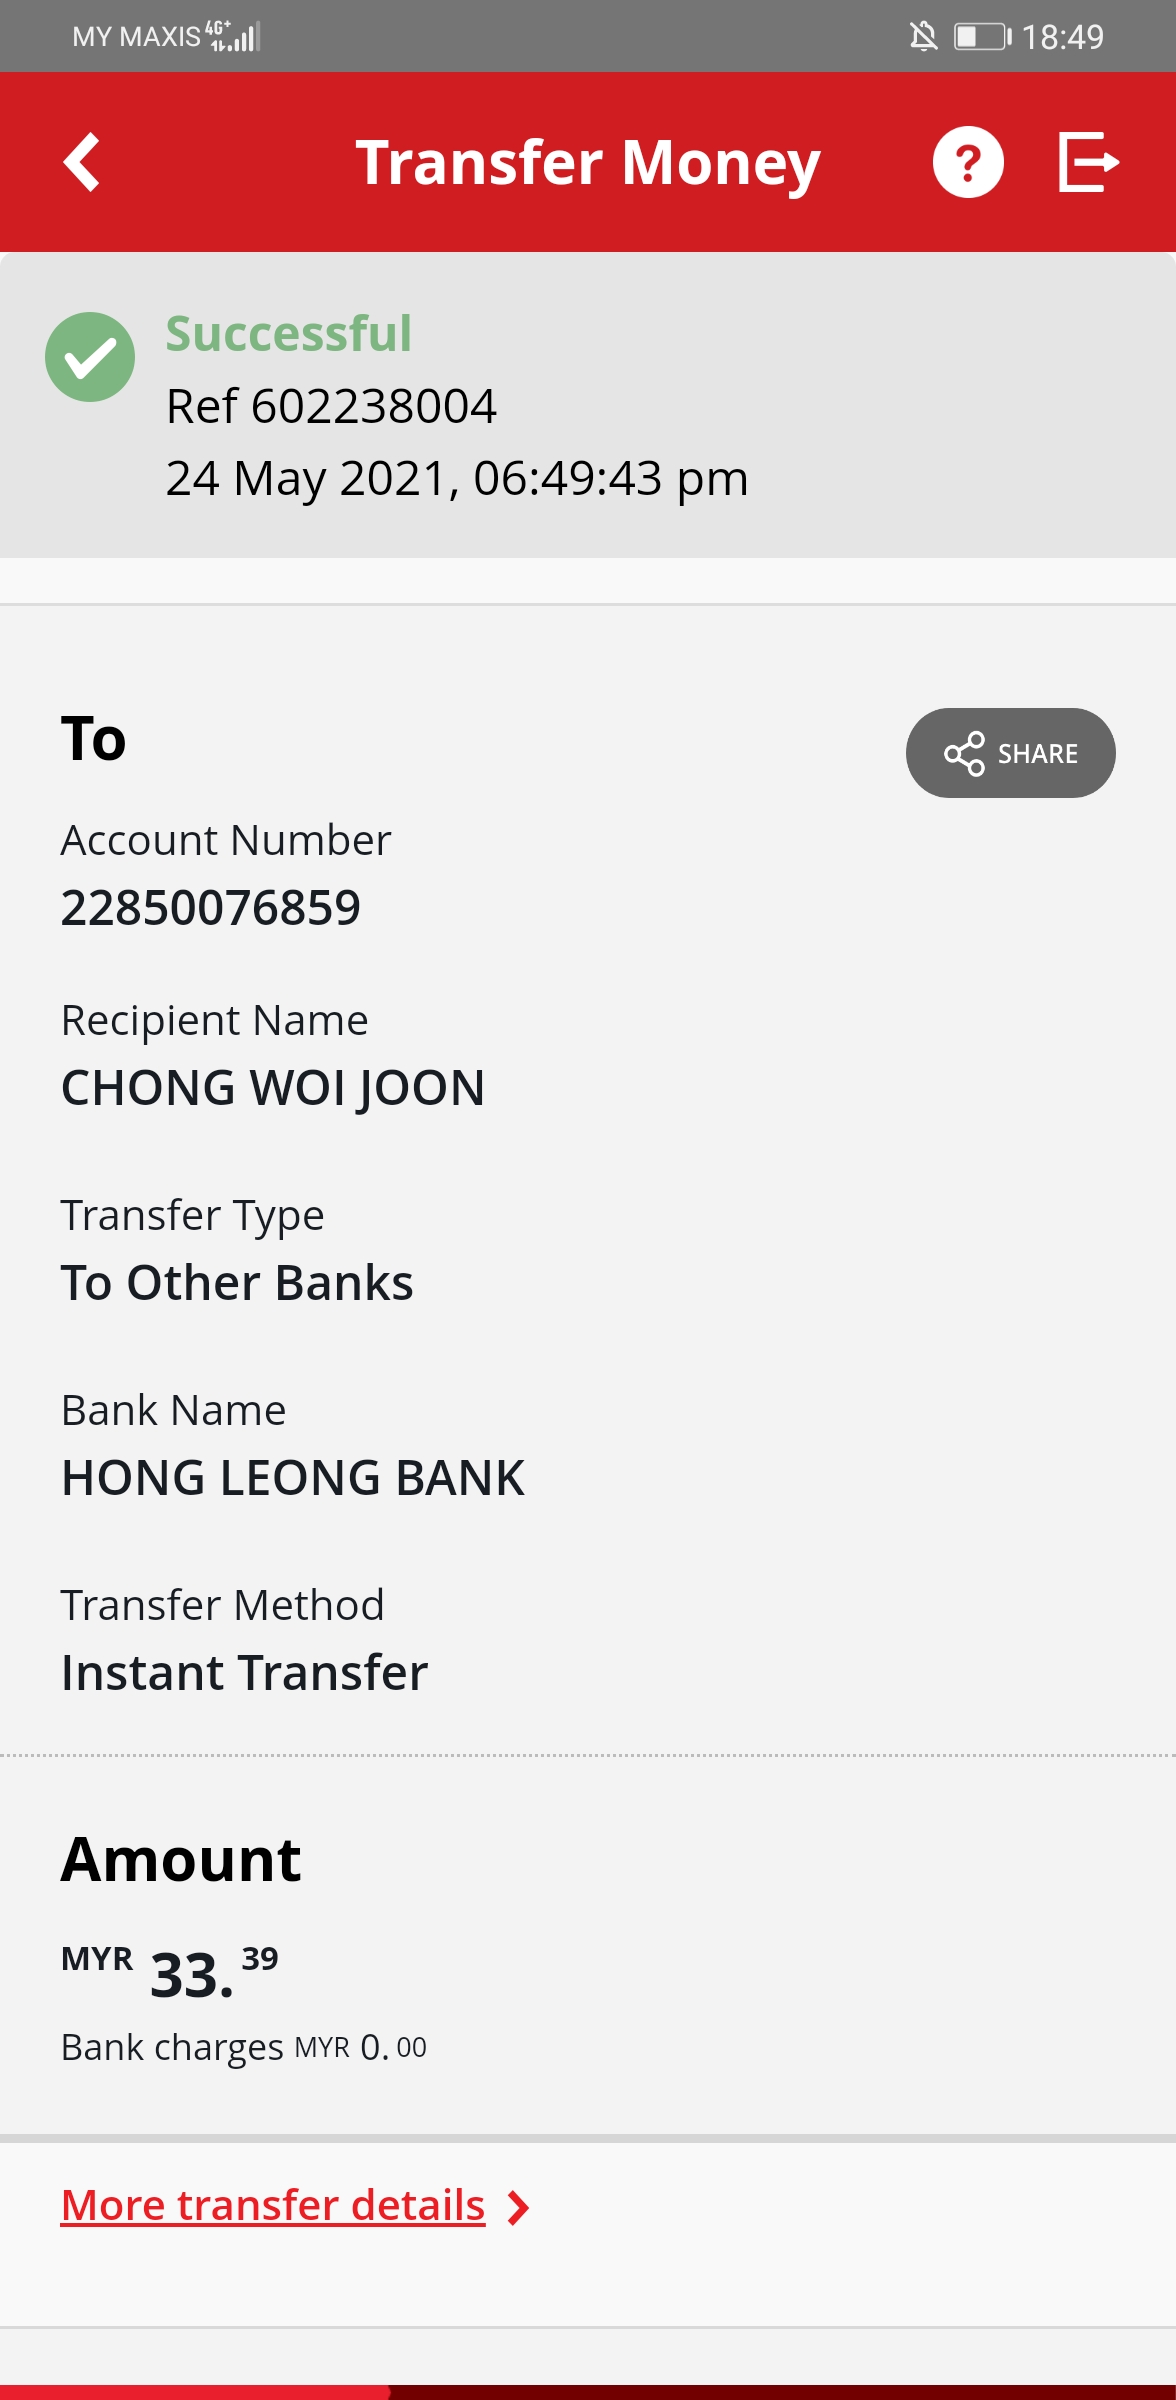 MY MAXIS 4G+ 18:49
Transfer Money ?
Successful
Ref 602238004
24 May 2021, 06:49:43 pm
To
SHARE
Account Number
22850076859
Recipient Name
CHONG WOI JOON
Transfer Type
To Other Banks
Bank Name
HONG LEONG BANK
Transfer Method
Instant Transfer
Amount
MYR 33.39
Bank charges MYR 0.00
More transfer details